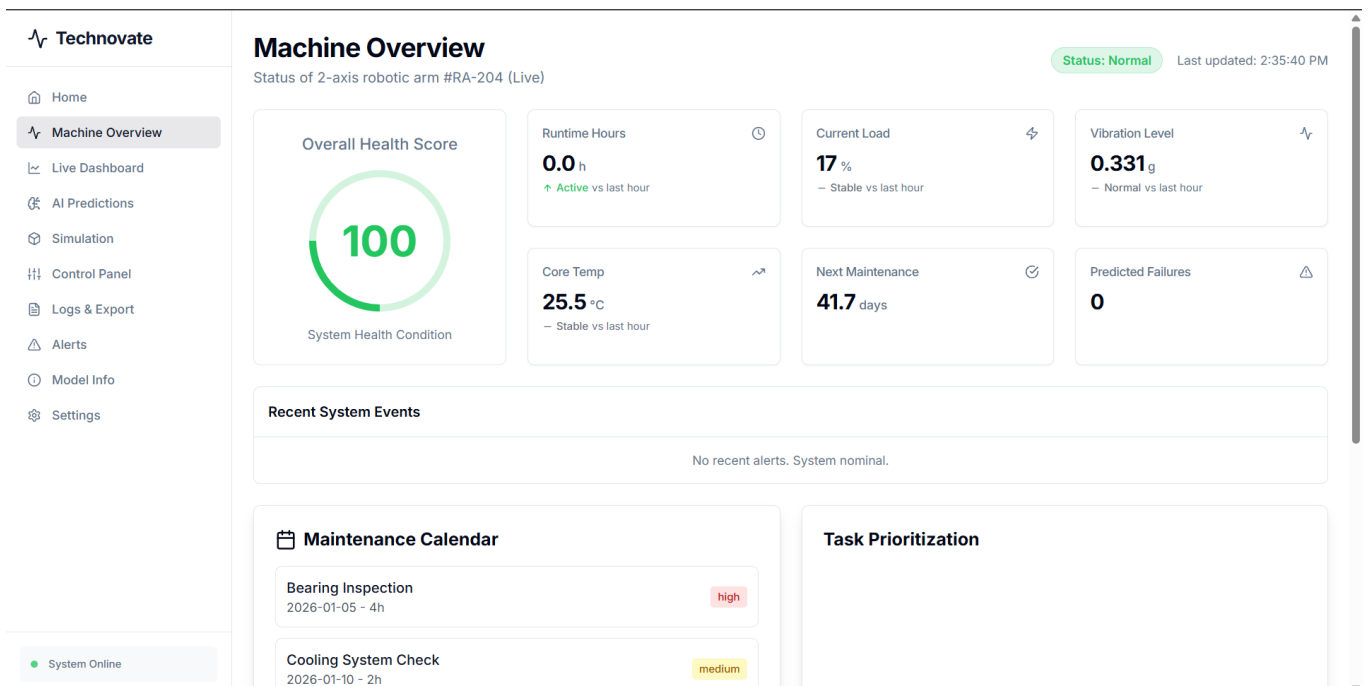 Technovate
Home
Machine Overview
Live Dashboard
AI Predictions
Simulation
Control Panel
Logs & Export
Alerts
Model Info
Settings
System Online
Machine Overview
Status of 2-axis robotic arm #RA-204 (Live)
Status: Normal
Last updated: 2:35:40 PM
Overall Health Score
100
System Health Condition
Runtime Hours
0.0 h
↑ Active vs last hour
Current Load
17 %
– Stable vs last hour
Vibration Level
0.331 g
– Normal vs last hour
Core Temp
25.5 °C
– Stable vs last hour
Next Maintenance
41.7 days
Predicted Failures
0
Recent System Events
No recent alerts. System nominal.
Maintenance Calendar
Bearing Inspection
2026-01-05 - 4h
high
Cooling System Check
2026-01-10 - 2h
medium
Task Prioritization